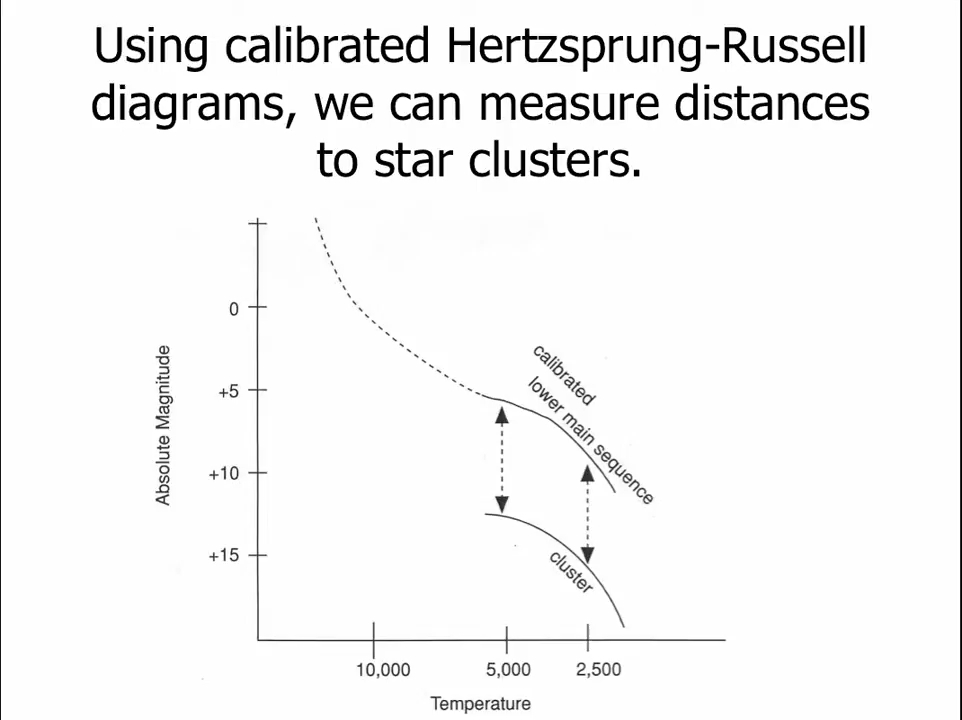 Using calibrated Hertzsprung-Russell
diagrams, we can measure distances
to star clusters.
0
+5
+10
+15
Absolute Magnitude
calibrated
lower main sequence
cluster
10,000
5,000
2,500
Temperature